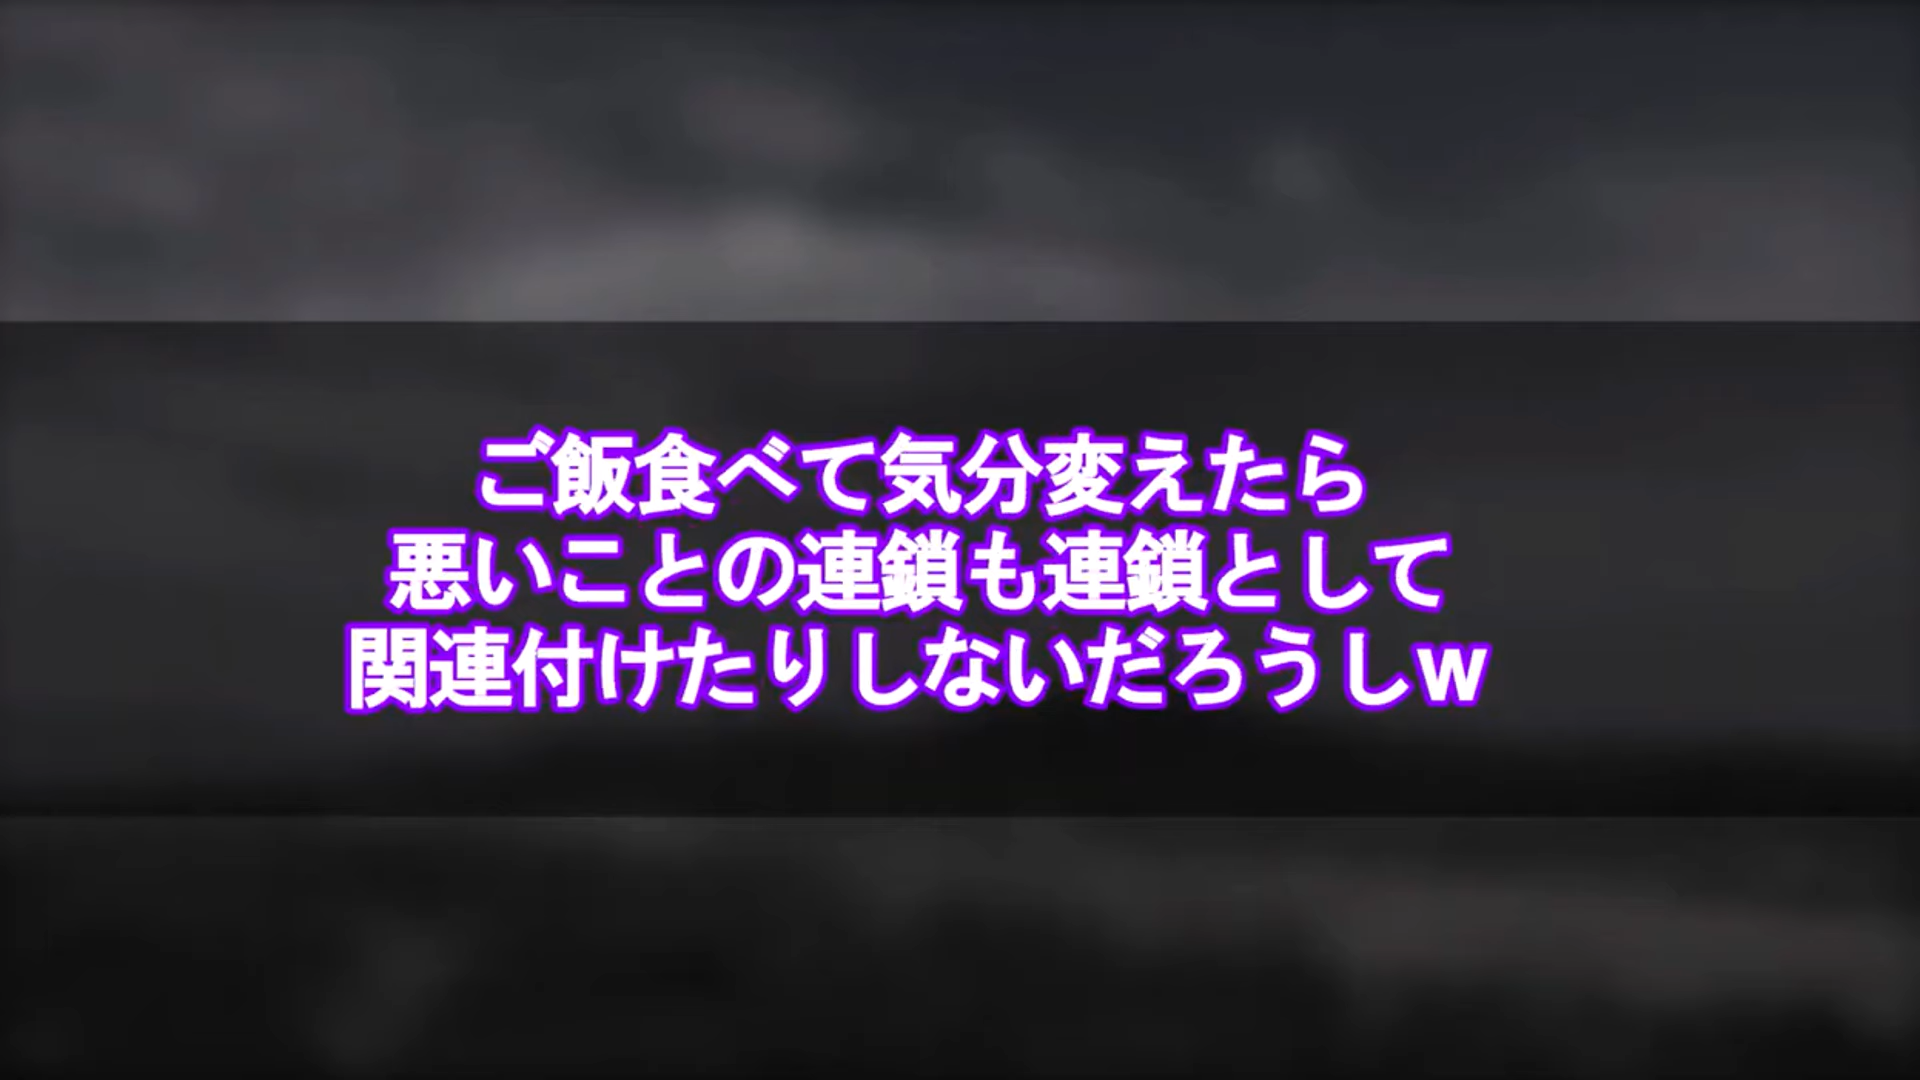 ご飯食べて気分変えたら
悪いことの連鎖も連鎖として
関連付けたりしないだろうしw